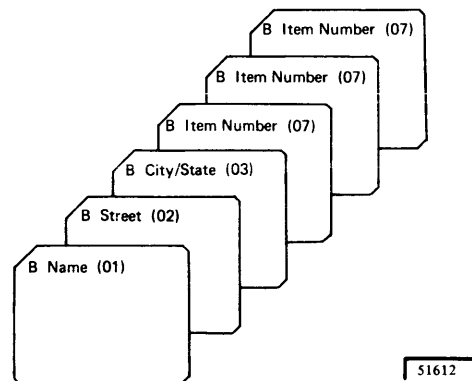 B Item Number (07)
B Item Number (07)
B Item Number (07)
B City/State (03)
B Street (02)
B Name (01)
51612